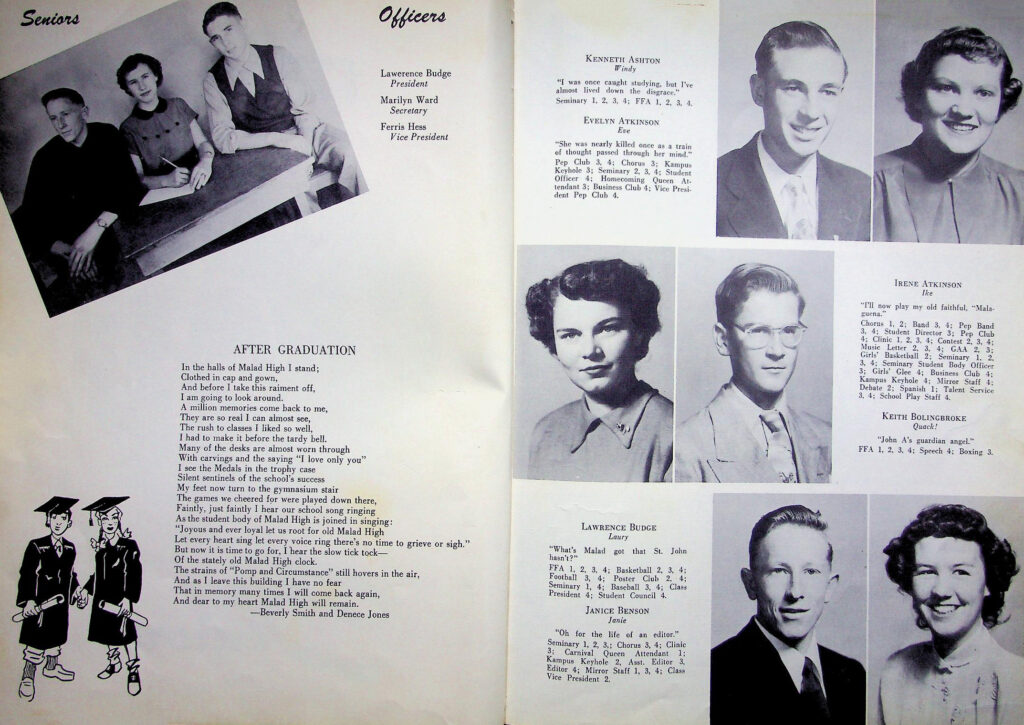 Seniors
Officers
Lawerence Budge
President
Marilyn Ward
Secretary
Ferris Hess
Vice President
AFTER GRADUATION
In the halls of Malad High I stand;
Clothed in cap and gown,
And before I take this raiment off,
I am going to look around.
A million memories come back to me,
They are so real I can almost see,
The rush to classes I liked so well,
I had to make it before the tardy bell.
Many of the desks are almost worn through
With carvings and the saying "I love only you"
I see the Medals in the trophy case
Silent sentinels of the school's success
My feet now turn to the gymnasium stair
The games we cheered for were played down there,
Faintly, just faintly I hear our school song ringing
As the student body of Malad High is joined in singing:
"Joyous and ever loyal let us root for old Malad High
Let every heart sing let every voice ring there's no time to grieve or sigh."
But now it is time to go for, I hear the slow tick tock—
Of the stately old Malad High clock.
The strains of "Pomp and Circumstance" still hovers in the air,
And as I leave this building I have no fear
That in memory many times I will come back again,
And dear to my heart Malad High will remain.
—Beverly Smith and Denece Jones
KENNETH ASHTON
Windy
"I was once caught studying, but I've
almost lived down the disgrace."
Seminary 1, 2, 3, 4; FFA 1, 2, 3, 4.
EVELYN ATKINSON
Eve
"She was nearly killed once as a train
of thought passed through her mind."
Pep Club 3, 4; Chorus 3; Kampus
Keyhole 3; Seminary 2, 3, 4; Student
Officer 4; Homecoming Queen At-
tendant 3; Business Club 4; Vice Presi-
dent Pep Club 4.
IRENE ATKINSON
Ike
"I'll now play my old faithful, "Mala-
guena."
Chorus 1, 2; Band 3, 4; Pep Band
3, 4; Student Director 3; Pep Club
4; Clinic 1, 2, 3, 4; Contest 2, 3, 4;
Music Letter 2, 3, 4; GAA 2, 3;
Girls' Basketball 2; Seminary 1, 2,
3, 4; Seminary Student Body Officer
3; Girls' Glee 4; Business Club 4;
Kampus Keyhole 4; Mirror Staff 4;
Debate 2; Spanish 1; Talent Service
3, 4; School Play Staff 4.
KEITH BOLINGBROKE
Quack!
"John A's guardian angel."
FFA 1, 2, 3, 4; Speech 4; Boxing 3.
LAWRENCE BUDGE
Laury
"What's Malad got that St. John
hasn't?"
FFA 1, 2, 3, 4; Basketball 2, 3, 4;
Football 3, 4; Poster Club 2, 4;
Seminary 1, 4; Baseball 3, 4; Class
President 4; Student Council 4.
JANICE BENSON
Janie
"Oh for the life of an editor."
Seminary 1, 2, 3,; Chorus 3, 4; Clinic
3; Carnival Queen Attendant 1;
Kampus Keyhole 2, Asst. Editor 3,
Editor 4; Mirror Staff 1, 3, 4; Class
Vice President 2.